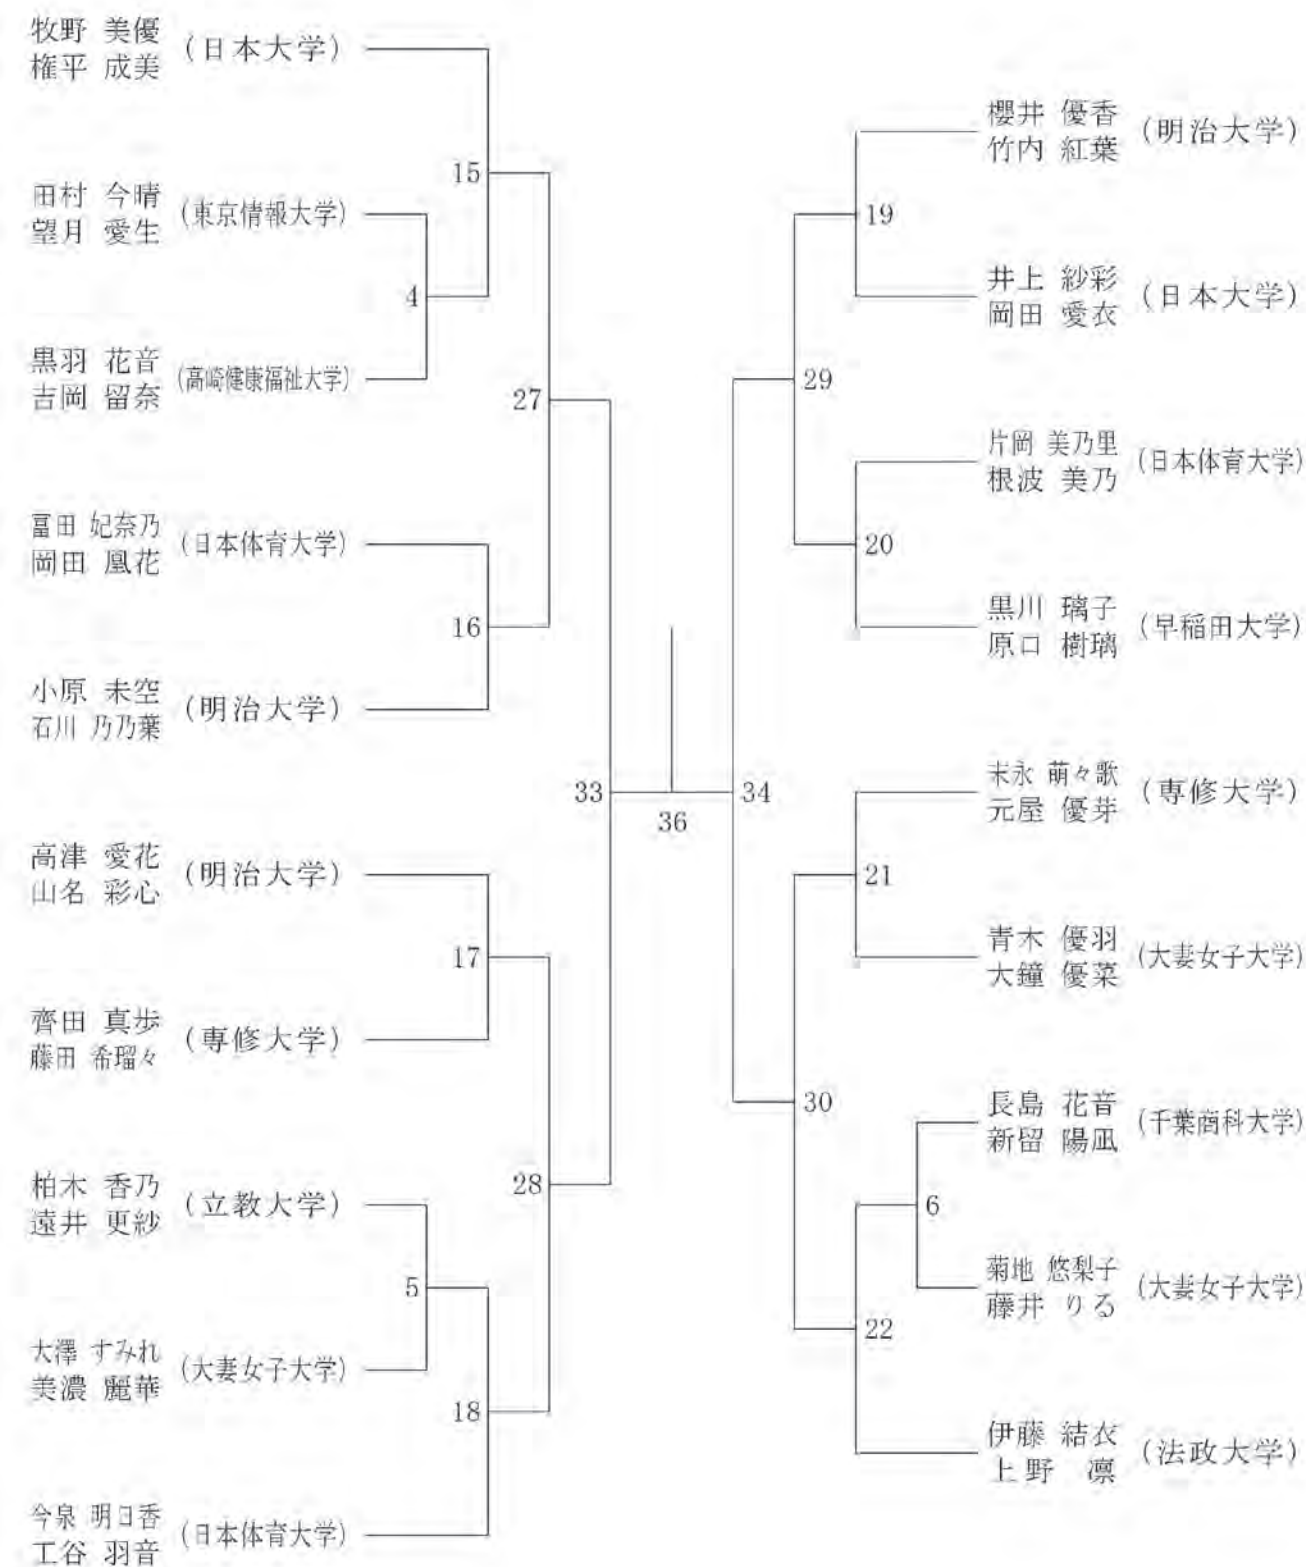 牧野 美優
権平 成美
(日本大学)
田村 今晴
望月 愛生
(東京情報大学)
黒羽 花音
吉岡 留奈
(高崎健康福祉大学)
冨田 妃奈乃
岡田 凰花
(日本体育大学)
小原 未空
石川 乃乃葉
(明治大学)
高津 愛花
山名 彩心
(明治大学)
齊田 真歩
藤田 希瑠々
(専修大学)
柏木 香乃
遠井 更紗
(立教大学)
大澤 すみれ
美濃 麗華
(大妻女子大学)
今泉 明日香
工谷 羽音
(日本体育大学)
15
4
27
16
33
17
28
5
18
36
34
29
19
20
21
30
6
22
櫻井 優香
竹内 紅葉
(明治大学)
井上 紗彩
岡田 愛衣
(日本大学)
片岡 美乃里
根波 美乃
(日本体育大学)
黒川 璃子
原口 樹璃
(早稲田大学)
末永 萌々歌
元屋 優芽
(専修大学)
青木 優羽
大鐘 優菜
(大妻女子大学)
長島 花音
新留 陽凪
(千葉商科大学)
菊地 悠梨子
藤井 りる
(大妻女子大学)
伊藤 結衣
上野 凛
(法政大学)